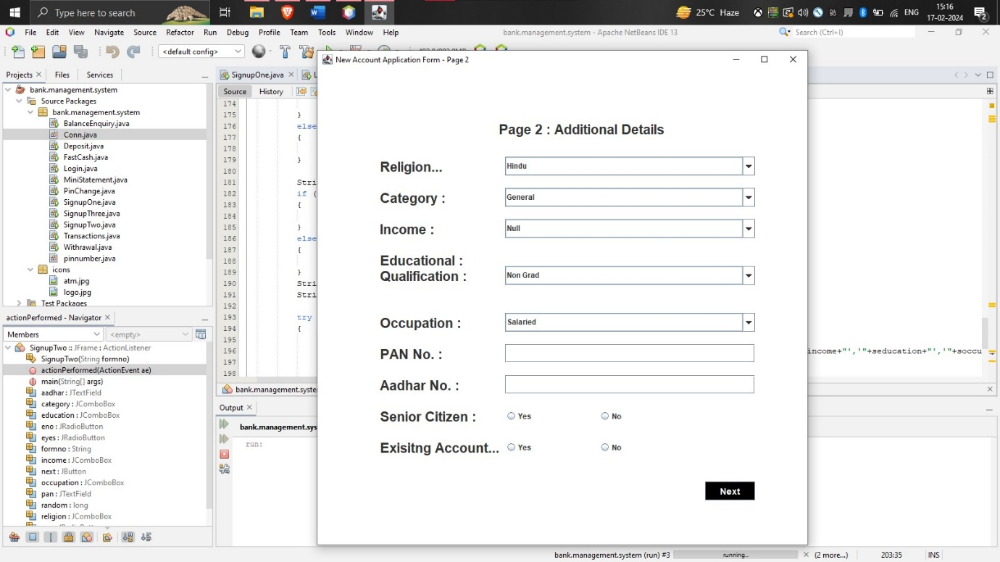 Type here to search
25°C Haze
ENG
15:16
17-02-2024
2
File Edit View Navigate Source Refactor Run Debug Profile Team Tools Window Help
bank.management.system - Apache NetBeans IDE 13
Search (Ctrl+I)
<default config>
Projects Files Services
bank.management.system
Source Packages
bank.management.system
BalanceEnquiry.java
Conn.java
Deposit.java
FastCash.java
Login.java
MiniStatement.java
PinChange.java
SignupOne.java
SignupThree.java
SignupTwo.java
Transactions.java
Withrawal.java
pinnumber.java
icons
atm.jpg
logo.jpg
Test Packages
actionPerformed - Navigator
Members
<empty>
SignupTwo :: JFrame : ActionListener
SignupTwo(String formno)
actionPerformed(ActionEvent ae)
main(String[] args)
aadhar : JTextField
category : JComboBox
education : JComboBox
eno : JRadioButton
eyes : JRadioButton
formno : String
income : JComboBox
next : JButton
occupation : JComboBox
pan : JTextField
random : long
religion : JComboBox
SignupOne.java
Source History
174
175 }
176 else
177 {
178
179 }
180
181 Stri
182 if (
183 {
184
185 }
186 else
187 {
188
189 }
190 Stri
191 Stri
192
193 try
194 {
195
196
197
198
income+"','"+seducation+"','"+soccu
bank.management.syste
Output
bank.management.sys
run:
New Account Application Form - Page 2
Page 2 : Additional Details
Religion... Hindu
Category : General
Income : Null
Educational :
Qualification : Non Grad
Occupation : Salaried
PAN No. :
Aadhar No. :
Senior Citizen : Yes No
Exisitng Account... Yes No
Next
bank.management.system (run) #3 running... (2 more...) 203:35 INS